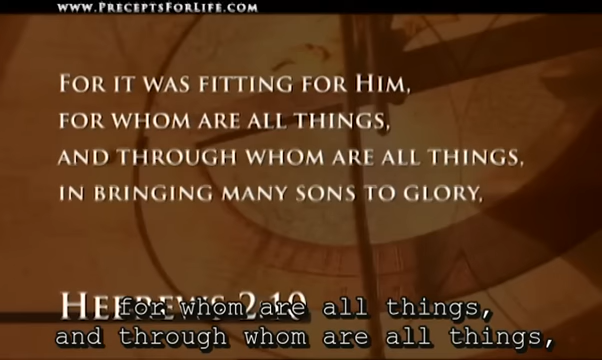 www.PreceptsForLife.com
For it was fitting for Him,
for whom are all things,
and through whom are all things,
in bringing many sons to glory,
Hebrews 2:10
for whom are all things,
and through whom are all things,